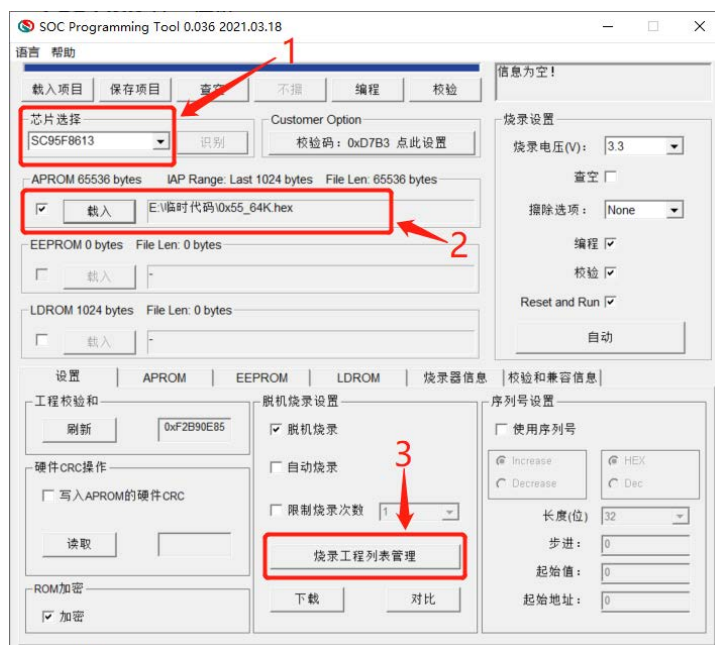 SOC Programming Tool 0.036 2021.03.18
语言 帮助
1
信息为空!
载入项目 保存项目 查空 不擦 编程 校验
芯片选择
SC95F8613 识别
Customer Option
校验码: 0xD7B3 点此设置
烧录设置
烧录电压(V): 3.3
查空
擦除选项: None
编程
校验
Reset and Run
自动
APROM 65536 bytes IAP Range: Last 1024 bytes File Len: 65536 bytes
载入 E:\临时代码\0x55_64K.hex
2
EEPROM 0 bytes File Len: 0 bytes
载入 -
LDROM 1024 bytes File Len: 0 bytes
载入 -
设置 APROM EEPROM LDROM 烧录器信息 校验和兼容信息
工程校验和
刷新 0xF2B90E85
硬件CRC操作
写入APROM的硬件CRC
读取
ROM加密
加密
脱机烧录设置
脱机烧录
自动烧录
3
限制烧录次数 1
烧录工程列表管理
下载 对比
序列号设置
使用序列号
Increase HEX
Decrease Dec
长度(位) 32
步进: 0
起始值: 0
起始地址: 0